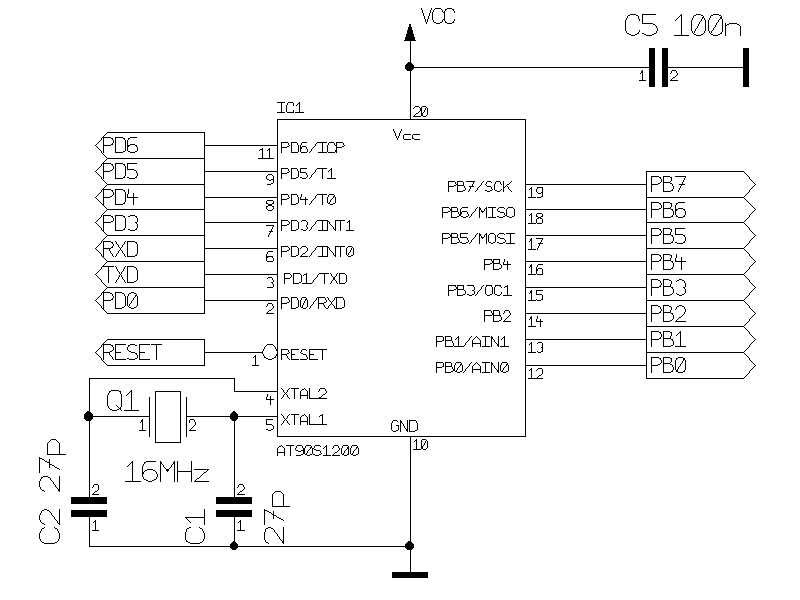 VCC
C5 100n
1 2
IC1
20
Vcc
PD6 11 PD6/ICP
PD5 9 PD5/T1
PD4 8 PD4/T0
PD3 7 PD3/INT1
RXD 6 PD2/INT0
TXD 3 PD1/TXD
PD0 2 PD0/RXD
PB7/SCK 19 PB7
PB6/MISO 18 PB6
PB5/MOSI 17 PB5
PB4 16 PB4
PB3/OC1 15 PB3
PB2 14 PB2
PB1/AIN1 13 PB1
PB0/AIN0 12 PB0
RESET 1 RESET
4 XTAL2
5 XTAL1
Q1
1 2
16MHz
GND
10
AT90S1200
C2 27p
2
1
C1
27p
2
1